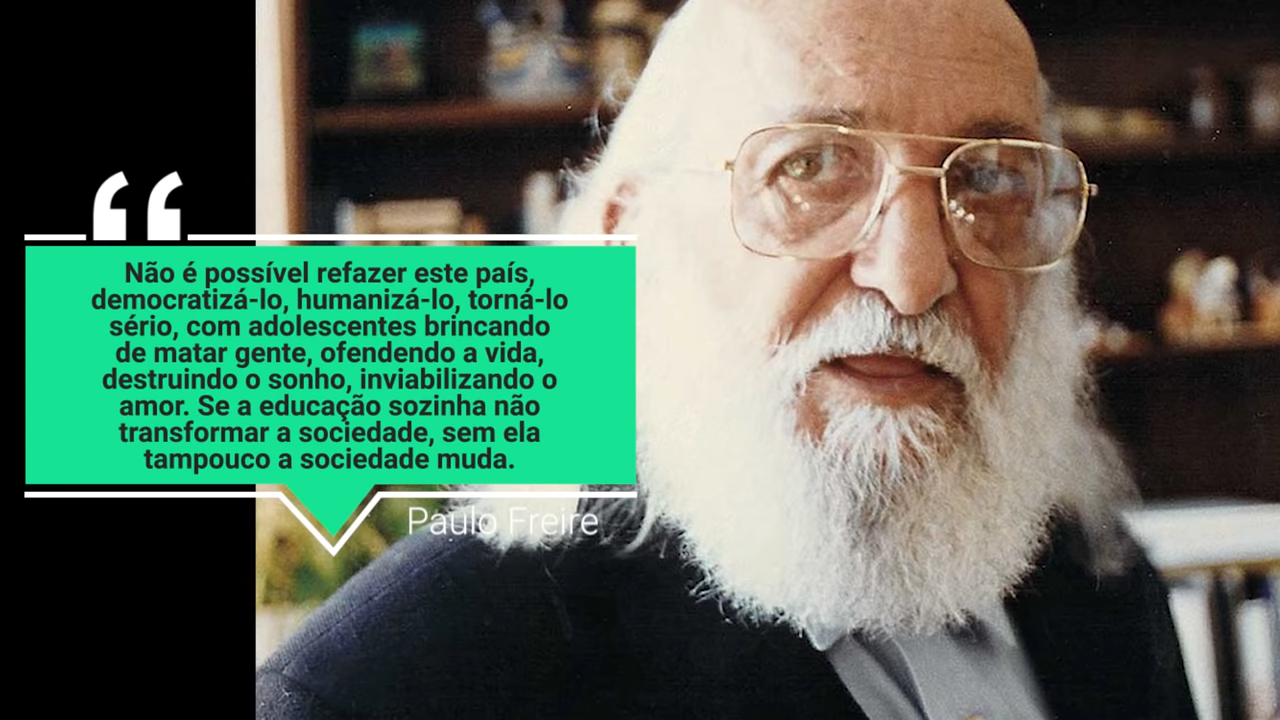 Não é possível refazer este país,
democratizá-lo, humanizá-lo, torná-lo
sério, com adolescentes brincando
de matar gente, ofendendo a vida,
destruindo o sonho, inviabilizando o
amor. Se a educação sozinha não
transformar a sociedade, sem ela
tampouco a sociedade muda.
Paulo Freire